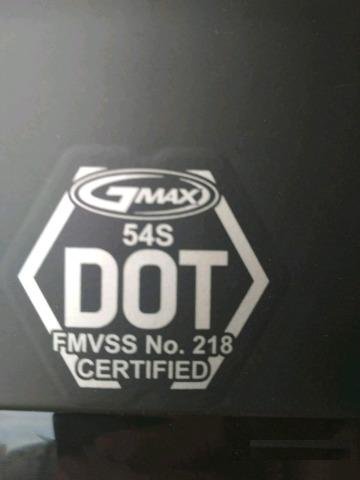 GMAX
54S
DOT
FMVSS No. 218
CERTIFIED